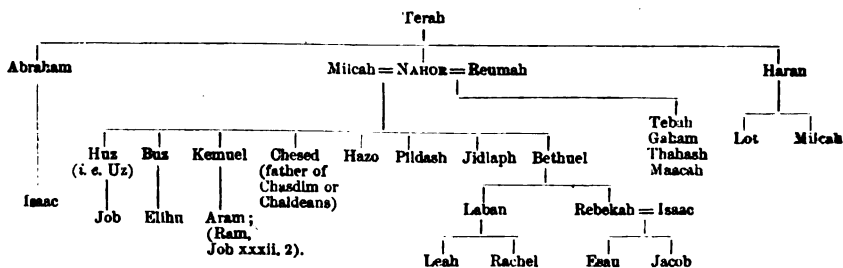 Terah
Abraham Milcah = NAHOR = Reumah Haran
Tebah
Gaham
Thahash
Maacah
Lot Milcah
Huz Buz Kemuel Chesed Hazo Pildash Jidlaph Bethuel
(i. e. Uz) (father of
Chasdim or
Chaldeans)
Isaac
Job Elihu Aram;
(Ram,
Job xxxii. 2).
Laban Rebekah = Isaac
Leah Rachel Esau Jacob